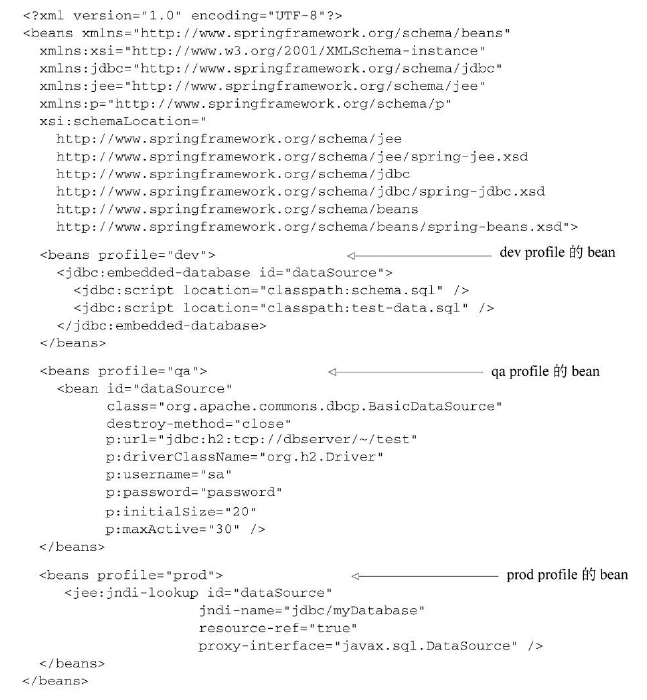 <?xml version="1.0" encoding="UTF-8"?>
<beans xmlns="http://www.springframework.org/schema/beans"
  xmlns:xsi="http://www.w3.org/2001/XMLSchema-instance"
  xmlns:jdbc="http://www.springframework.org/schema/jdbc"
  xmlns:jee="http://www.springframework.org/schema/jee"
  xmlns:p="http://www.springframework.org/schema/p"
  xsi:schemaLocation="
    http://www.springframework.org/schema/jee
    http://www.springframework.org/schema/jee/spring-jee.xsd
    http://www.springframework.org/schema/jdbc
    http://www.springframework.org/schema/jdbc/spring-jdbc.xsd
    http://www.springframework.org/schema/beans
    http://www.springframework.org/schema/beans/spring-beans.xsd">
  <beans profile="dev"> dev profile 的 bean
    <jdbc:embedded-database id="dataSource">
      <jdbc:script location="classpath:schema.sql" />
      <jdbc:script location="classpath:test-data.sql" />
    </jdbc:embedded-database>
  </beans>
  <beans profile="qa"> qa profile 的 bean
    <bean id="dataSource"
          class="org.apache.commons.dbcp.BasicDataSource"
          destroy-method="close"
          p:url="jdbc:h2:tcp://dbserver/~/test"
          p:driverClassName="org.h2.Driver"
          p:username="sa"
          p:password="password"
          p:initialSize="20"
          p:maxActive="30" />
  </beans>
  <beans profile="prod"> prod profile 的 bean
     <jee:jndi-lookup id="dataSource"
                     jndi-name="jdbc/myDatabase"
                     resource-ref="true"
                     proxy-interface="javax.sql.DataSource" />
  </beans>
</beans>